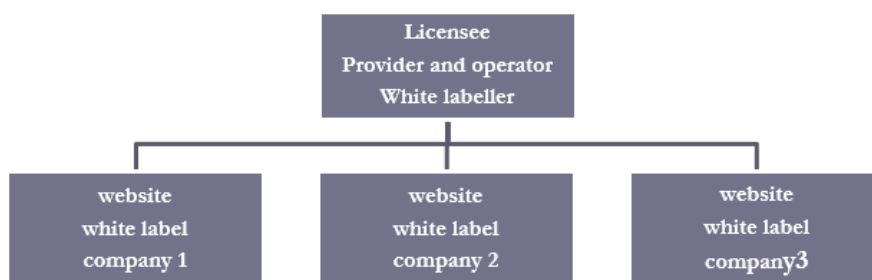 Licensee
Provider and operator
White labeller
website
white label
company 1
website
white label
company 2
website
white label
company3